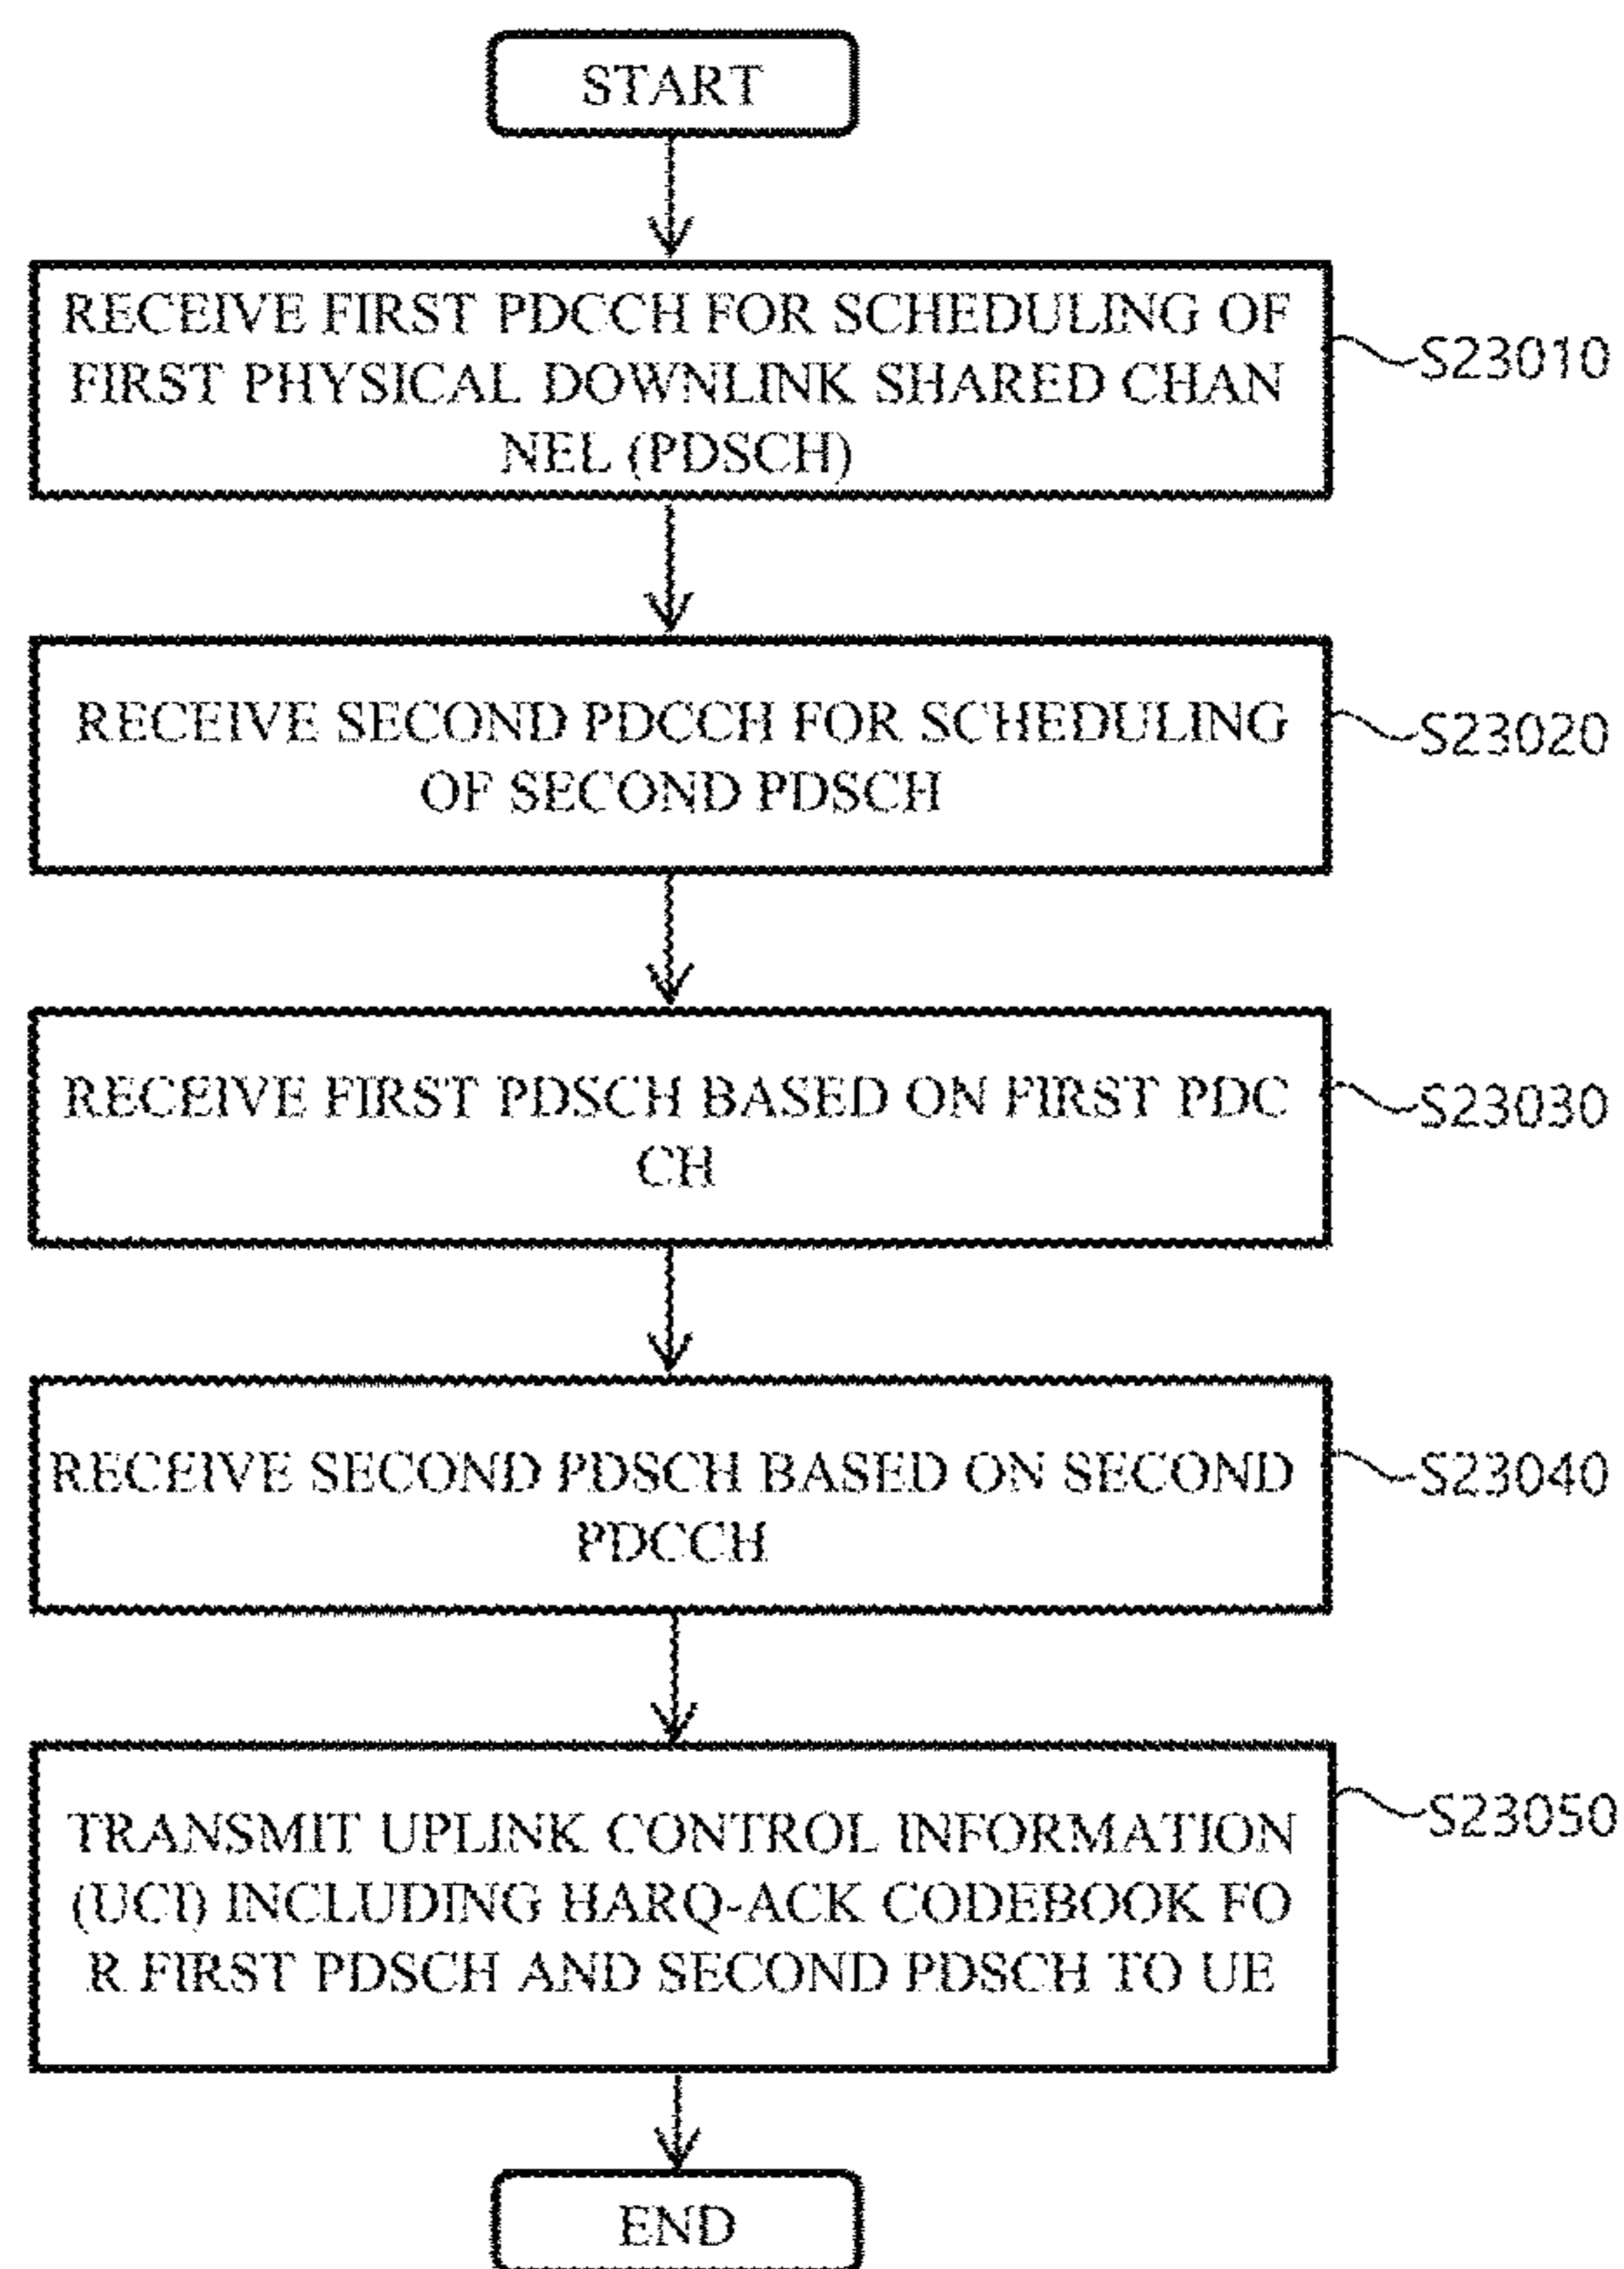 START
RECEIVE FIRST PDCCH FOR SCHEDULING OF
FIRST PHYSICAL DOWNLINK SHARED CHAN
NEL (PDSCH)
S23010
RECEIVE SECOND PDCCH FOR SCHEDULING
OF SECOND PDSCH
S23020
RECEIVE FIRST PDSCH BASED ON FIRST PDC
CH
S23030
RECEIVE SECOND PDSCH BASED ON SECOND
PDCCH
S23040
TRANSMIT UPLINK CONTROL INFORMATION
(UCI) INCLUDING HARQ-ACK CODEBOOK FO
R FIRST PDSCH AND SECOND PDSCH TO UE
S23050
END